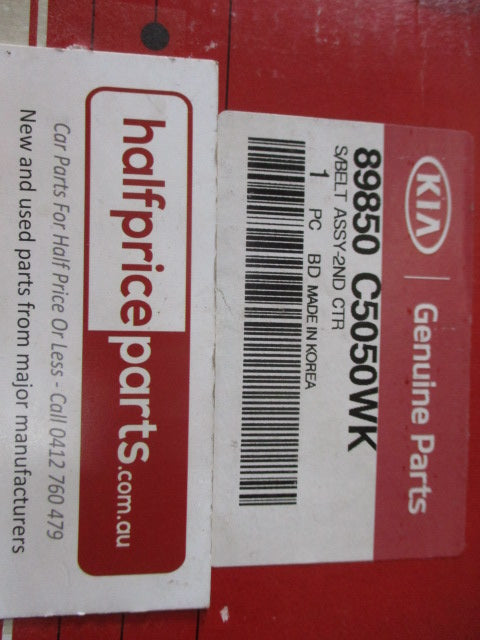 KIA Genuine Parts
89850 C5050WK
S/BELT ASSY-2ND CTR
1 PC BD MADE IN KOREA
halfpriceparts.com.au
Car Parts For Half Price Or Less - Call 0412 760 479
New and used parts from major manufacturers